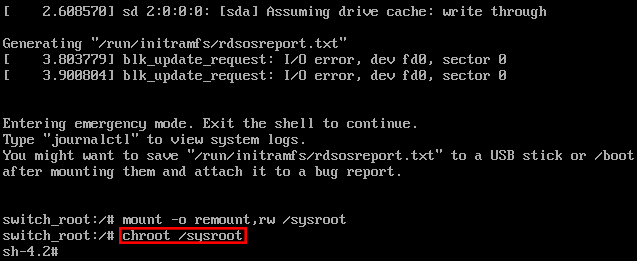 [    2.608570] sd 2:0:0:0: [sda] Assuming drive cache: write through
Generating "/run/initramfs/rdsosreport.txt"
[    3.803779] blk_update_request: I/O error, dev fd0, sector 0
[    3.900804] blk_update_request: I/O error, dev fd0, sector 0
Entering emergency mode. Exit the shell to continue.
Type "journalctl" to view system logs.
You might want to save "/run/initramfs/rdsosreport.txt" to a USB stick or /boot
after mounting them and attach it to a bug report.
switch_root:/# mount -o remount,rw /sysroot
switch_root:/# chroot /sysroot
sh-4.2#